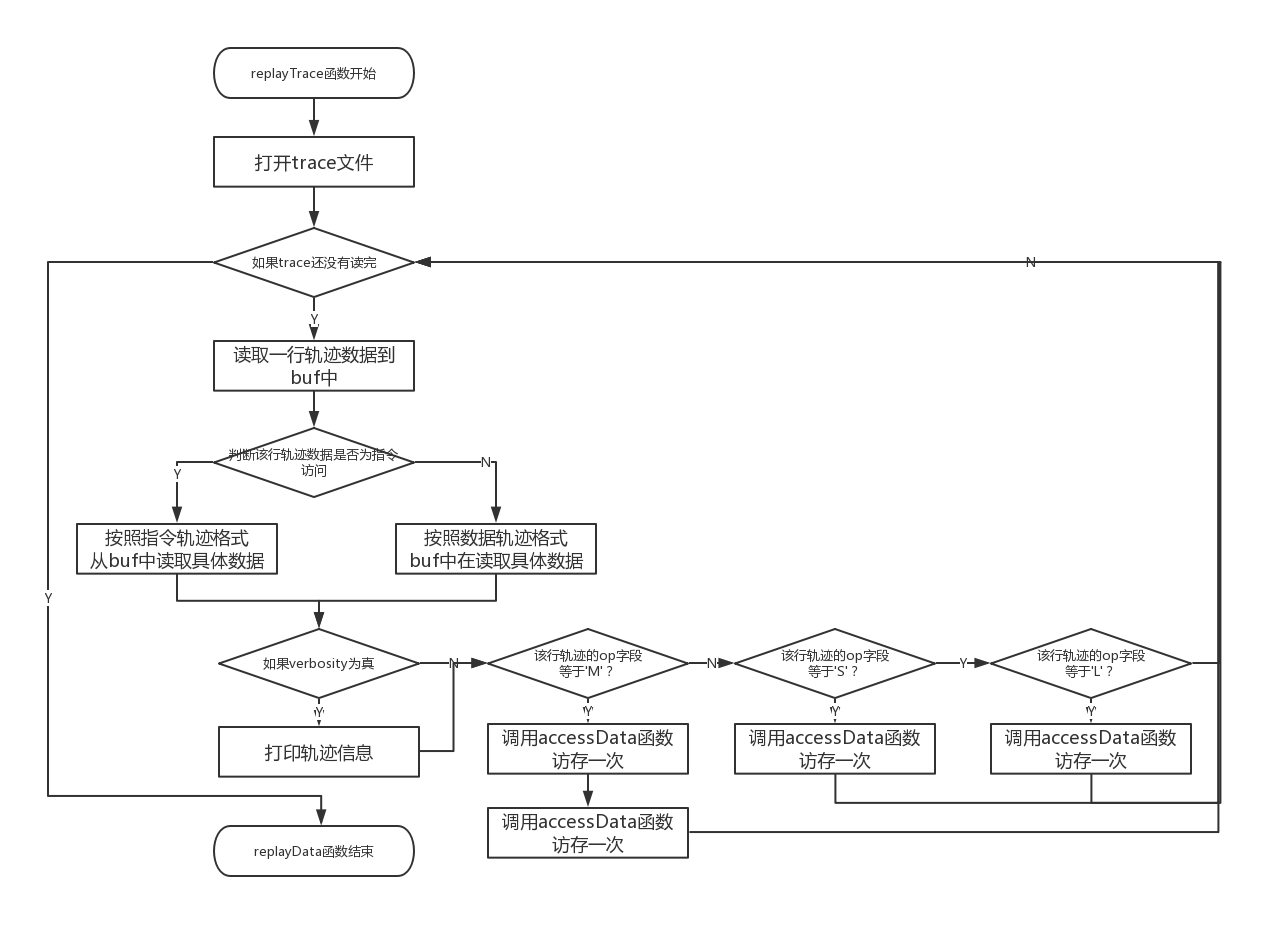 replayTrace函数开始
打开trace文件
如果trace还没有读完
N
Y
读取一行轨迹数据到
buf中
判断该行轨迹数据是否为指令
访问
Y
N
按照指令轨迹格式
从buf中读取具体数据
按照数据轨迹格式
buf中在读取具体数据
Y
如果verbosity为真
N
该行轨迹的op字段
等于'M' ?
N
该行轨迹的op字段
等于'S' ?
Y
该行轨迹的op字段
等于'L' ?
Y
Y
Y
Y
打印轨迹信息
调用accessData函数
访存一次
调用accessData函数
访存一次
调用accessData函数
访存一次
调用accessData函数
访存一次
replayData函数结束